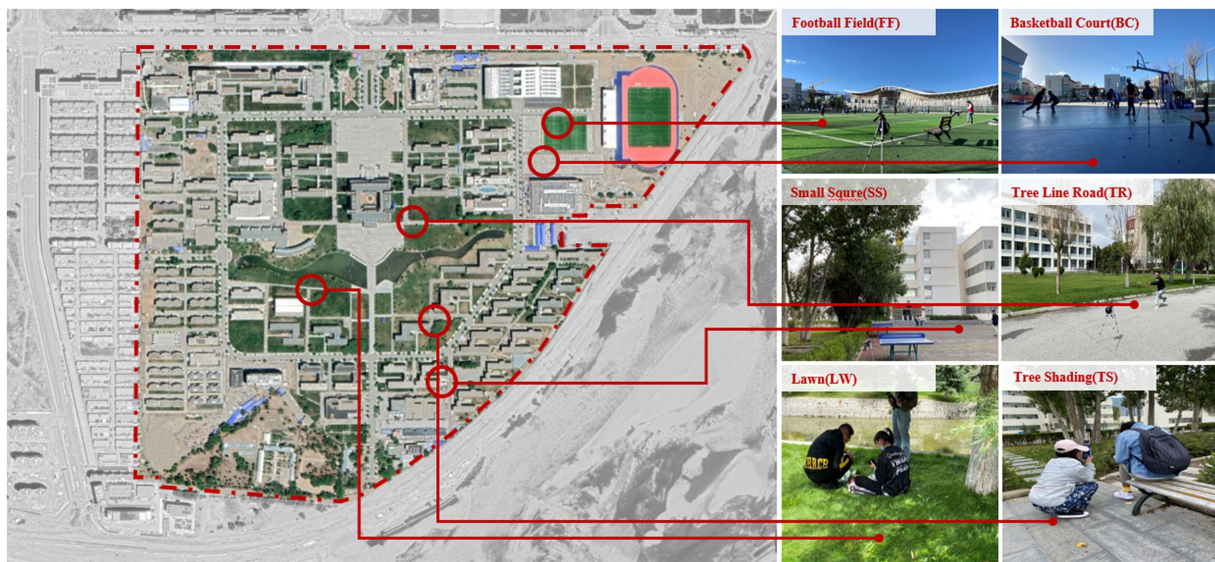 Football Field(FF)
Basketball Court(BC)
Small Squre(SS)
Tree Line Road(TR)
Lawn(LW)
Tree Shading(TS)